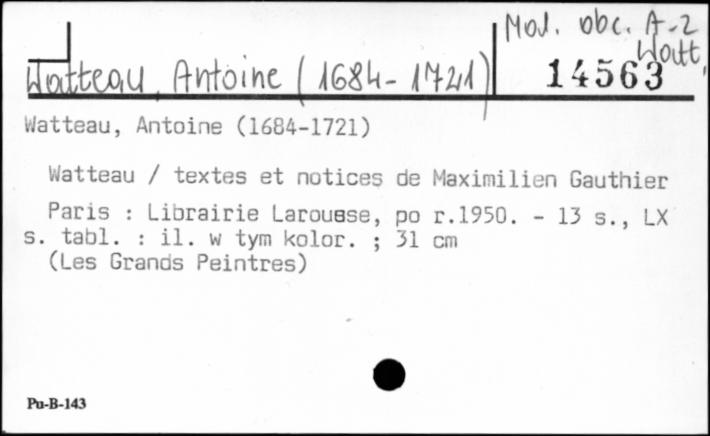 Mal. obc. A-Z
Watt.
Watteau, Antoine (1684-1721)
14563
Watteau, Antoine (1684-1721)
Watteau / textes et notices de Maximilien Gauthier
Paris : Librairie Larousse, po r.1950. - 13 s., LX
s. tabl. : il. w tym kolor. ; 31 cm
(Les Grands Peintres)
Pu-B-143